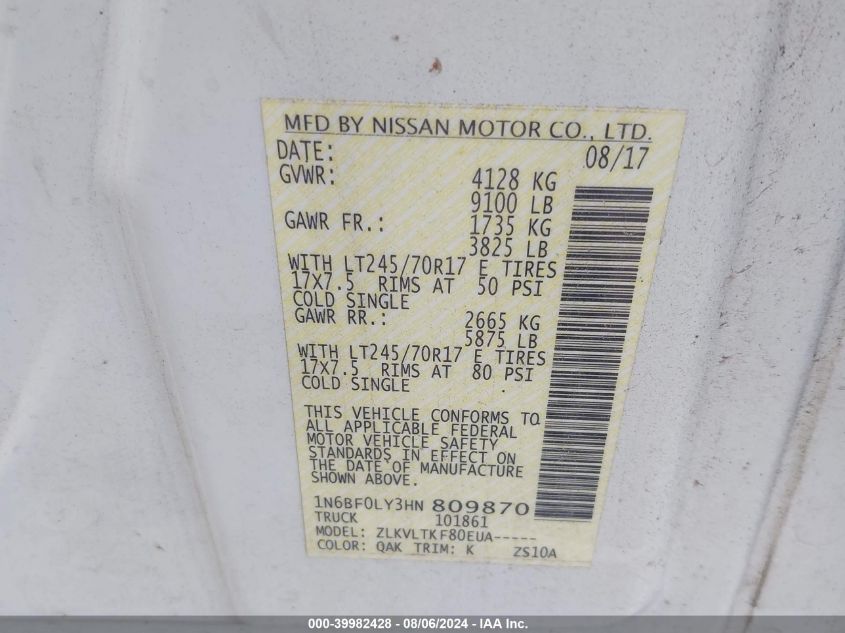 MFD BY NISSAN MOTOR CO., LTD.
DATE: 08/17
GVWR: 4128 KG
9100 LB
GAWR FR.: 1735 KG
3825 LB
WITH LT245/70R17 E TIRES
17X7.5 RIMS AT 50 PSI
COLD SINGLE
GAWR RR.: 2665 KG
5875 LB
WITH LT245/70R17 E TIRES
17X7.5 RIMS AT 80 PSI
COLD SINGLE
THIS VEHICLE CONFORMS TO
ALL APPLICABLE FEDERAL
MOTOR VEHICLE SAFETY
STANDARDS IN EFFECT ON
THE DATE OF MANUFACTURE
SHOWN ABOVE.
1N6BF0LY3HN 809870
TRUCK 101861
MODEL: ZLKVLTKF80EUA-----
COLOR: QAK TRIM: K ZS10A
000-39982428 - 08/06/2024 - IAA Inc.